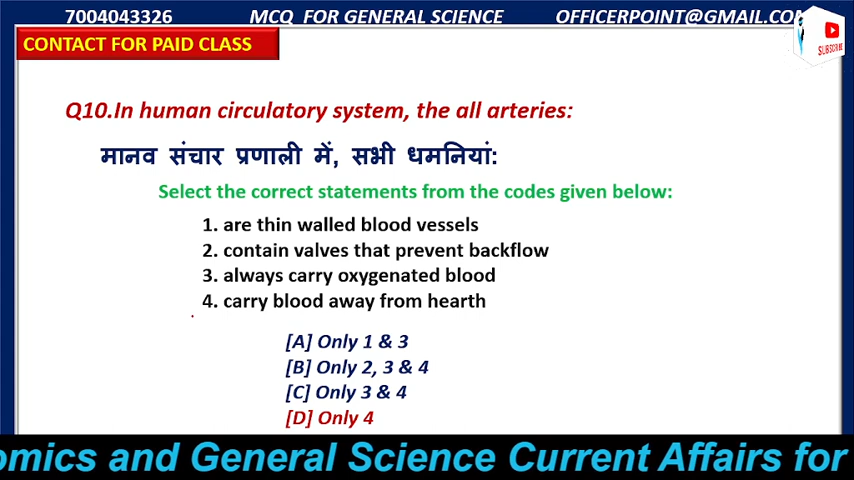 7004043326 MCQ FOR GENERAL SCIENCE OFFICERPOINT@GMAIL.COM
SUBSCRIBE
CONTACT FOR PAID CLASS
Q10.In human circulatory system, the all arteries:
मानव संचार प्रणाली में, सभी धमनियां:
Select the correct statements from the codes given below:
1. are thin walled blood vessels
2. contain valves that prevent backflow
3. always carry oxygenated blood
4. carry blood away from hearth
[A] Only 1 & 3
[B] Only 2, 3 & 4
[C] Only 3 & 4
[D] Only 4
omics and General Science Current Affairs for